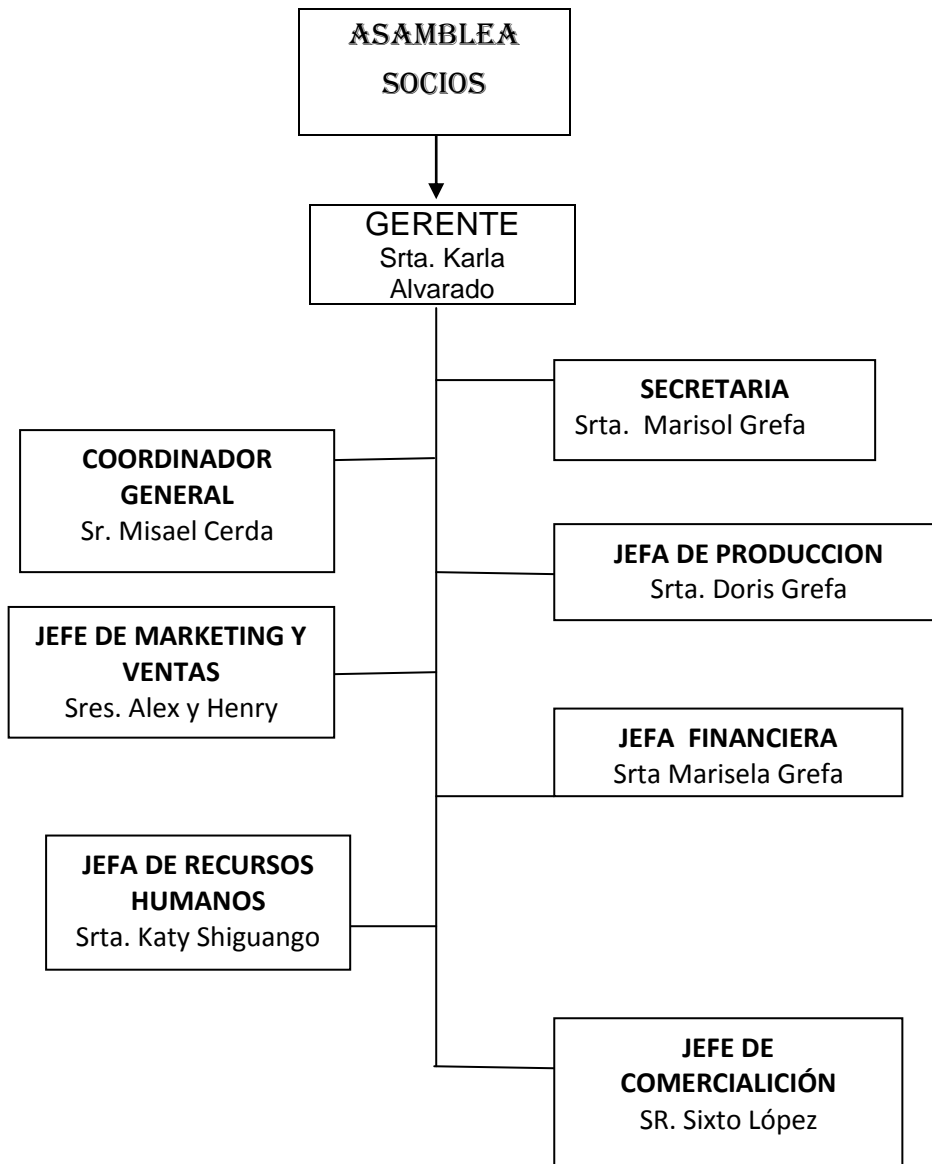 ASAMBLEA
SOCIOS
GERENTE
Srta. Karla
Alvarado
SECRETARIA
Srta. Marisol Grefa
COORDINADOR
GENERAL
Sr. Misael Cerda
JEFA DE PRODUCCION
Srta. Doris Grefa
JEFE DE MARKETING Y
VENTAS
Sres. Alex y Henry
JEFA FINANCIERA
Srta Marisela Grefa
JEFA DE RECURSOS
HUMANOS
Srta. Katy Shiguango
JEFE DE
COMERCIALICIÓN
SR. Sixto López